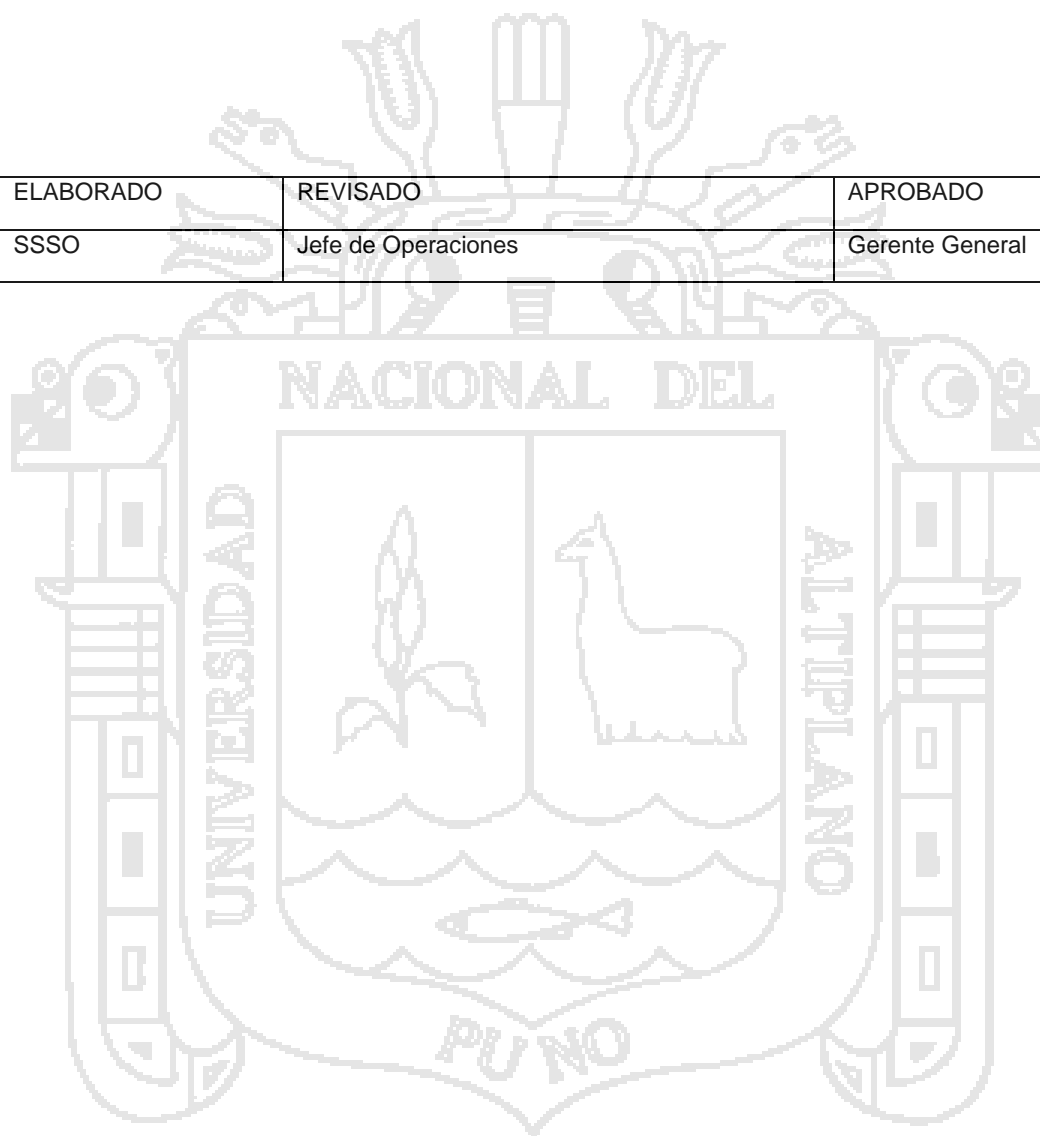 ELABORADO REVISADO APROBADO
SSSO Jefe de Operaciones Gerente General
NACIONAL DEL
UNIVERSIDAD
ALTIPLANO
PUNO